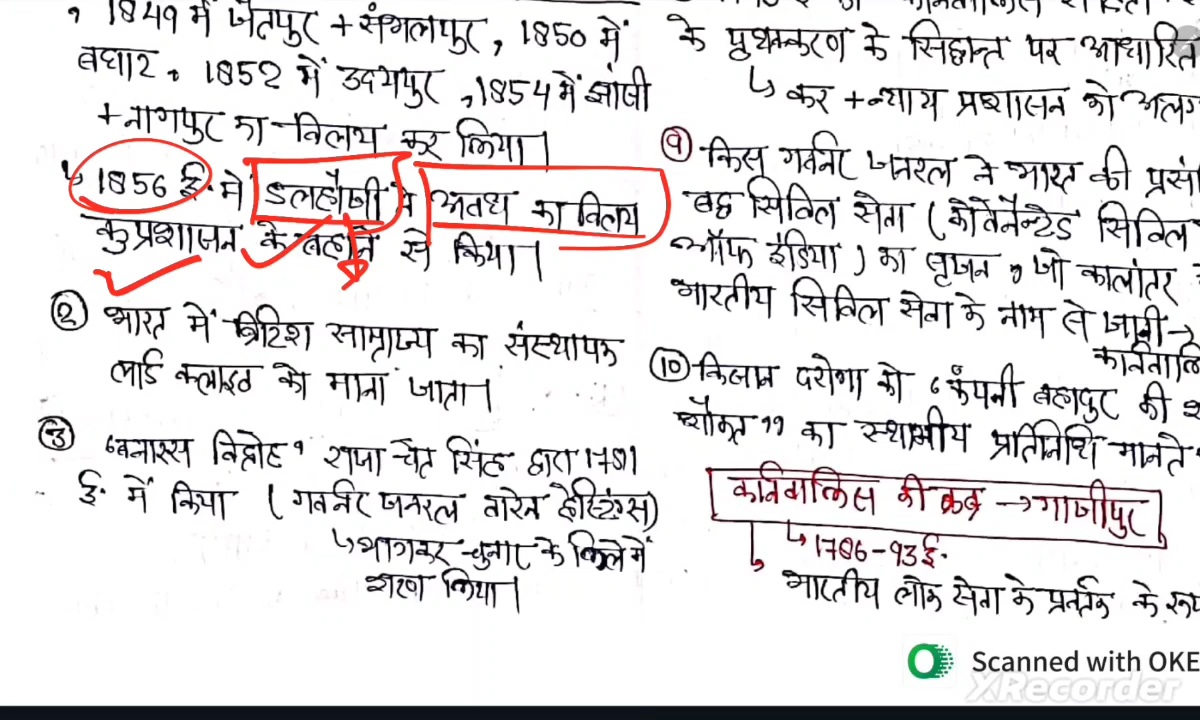 , 1849 में जैतपुर + संभलपुर, 1850 में
बघाट, 1852 में उदयपुर, 1854 में झांसी
+ नागपुर का विलय कर लिया।
↳ 1856 ई. में डलहौजी ने अवध का विलय
कुप्रशासन के बहाने से किया।
② भारत में ब्रिटिश साम्राज्य का संस्थापक
लार्ड क्लाइव को माना जाता।
③ "बनारस विद्रोह" राजा चेत सिंह द्वारा 1781
ई. में किया (गवर्नर जनरल वारेन हेस्टिंग्स)
↳ भागकर चुनार के किले में
शरण लिया।
के पृथक्करण के सिद्धान्त पर आधारित
↳ कर + न्याय प्रशासन को अलग
⑨ किस गवर्नर जनरल ने भारत की प्रसं
बद्ध सिविल सेवा (कोवेनैन्टेड सिविल
ऑफ इंडिया) का सृजन, जो कालांतर
भारतीय सिविल सेवा के नाम से जानी →
कार्नवालि
⑩ किसान दरोगा को "कंपनी बहादुर की
शौकत" का स्थानीय प्रतिनिधि मानते
कार्नवालिस की कब्र → गाजीपुर
↳ 1786-93 ई.
↳ भारतीय लोक सेवा के प्रवर्तक के रूप
Scanned with OKE
XRecorder